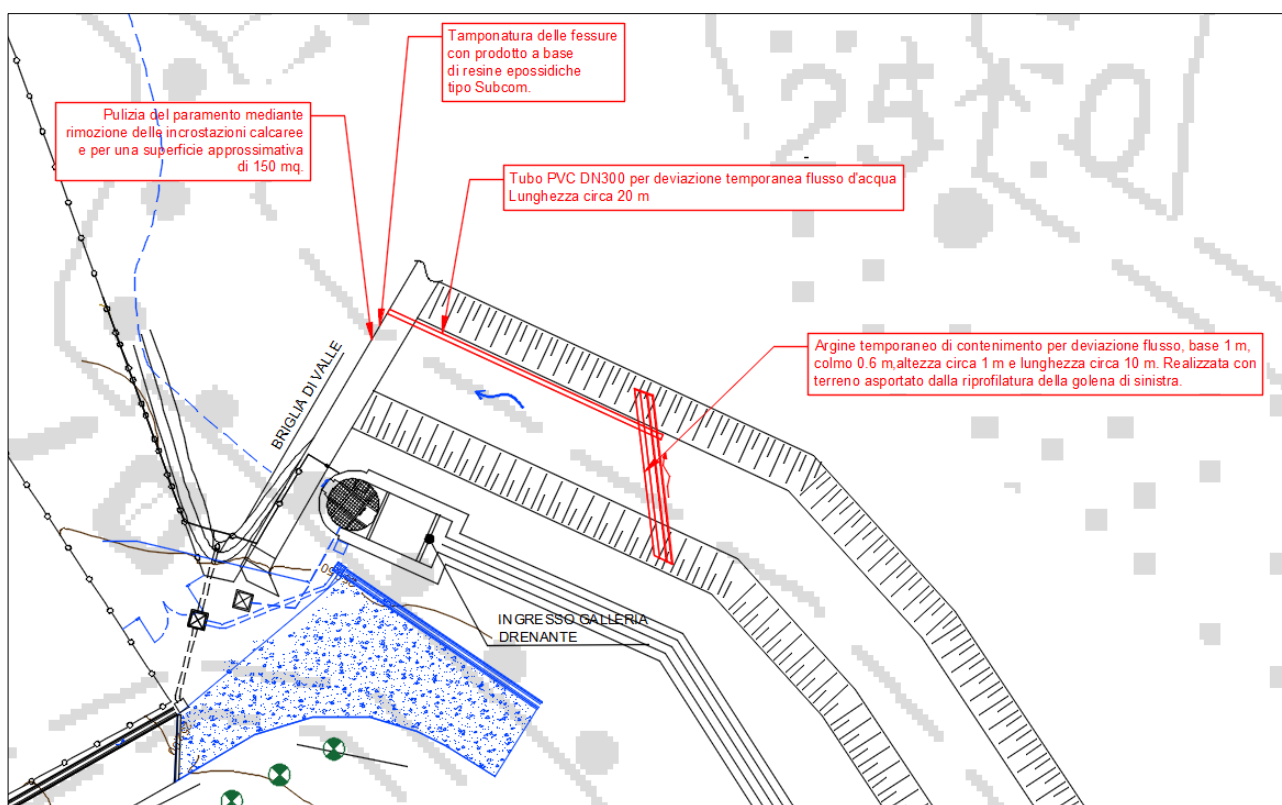 Tamponatura delle fessure
con prodotto a base
di resine epossidiche
tipo Subcom.
Pulizia del paramento mediante
rimozione delle incrostazioni calcaree
e per una superficie approssimativa
di 150 mq.
Tubo PVC DN300 per deviazione temporanea flusso d'acqua
Lunghezza circa 20 m
251.0
Argine temporaneo di contenimento per deviazione flusso, base 1 m,
colmo 0.6 m,altezza circa 1 m e lunghezza circa 10 m. Realizzata con
terreno asportato dalla riprofilatura della golena di sinistra.
BRIGLIA DI VALLE
INGRESSO GALLERIA
DRENANTE